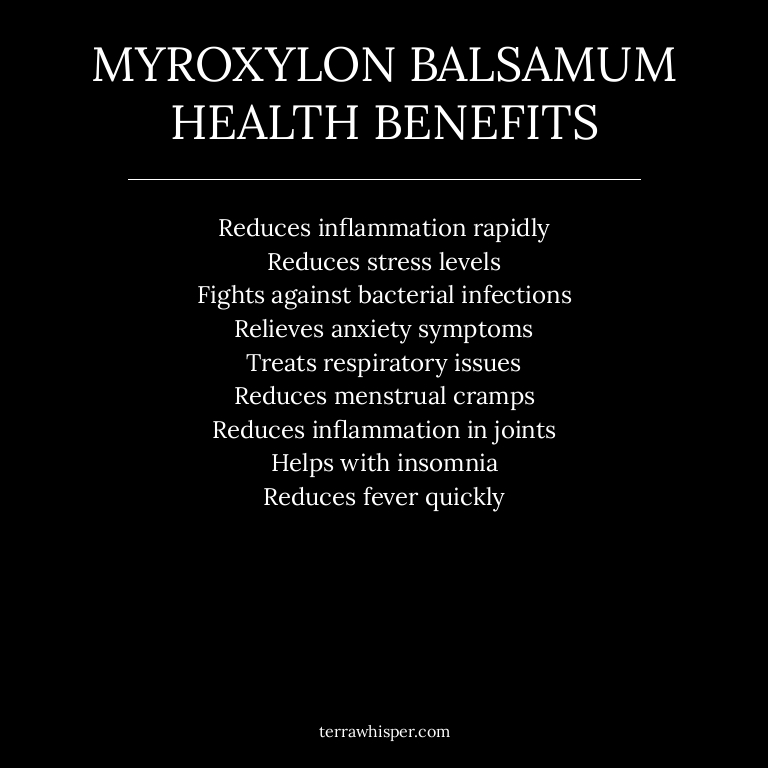 MYROXYLON BALSAMUM
HEALTH BENEFITS
Reduces inflammation rapidly
Reduces stress levels
Fights against bacterial infections
Relieves anxiety symptoms
Treats respiratory issues
Reduces menstrual cramps
Reduces inflammation in joints
Helps with insomnia
Reduces fever quickly
terrawhisper.com